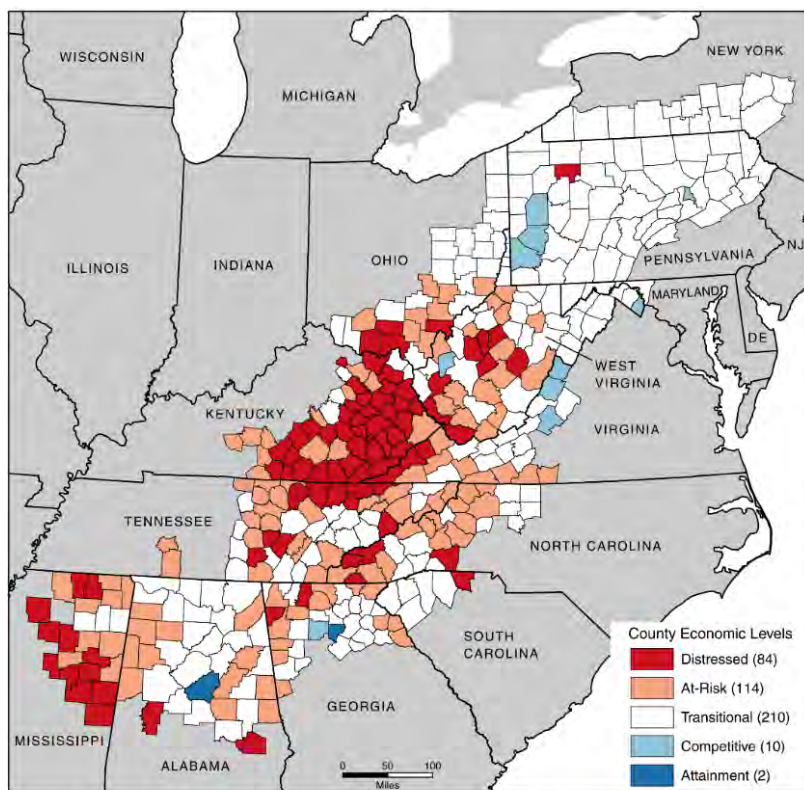 WISCONSIN
MICHIGAN
NEW YORK
ILLINOIS
INDIANA
OHIO
PENNSYLVANIA
NJ
MARYLAND
DE
WEST
VIRGINIA
KENTUCKY
VIRGINIA
TENNESSEE
NORTH CAROLINA
SOUTH
CAROLINA
MISSISSIPPI
ALABAMA
GEORGIA
0 50 100
Miles
County Economic Levels
Distressed (84)
At-Risk (114)
Transitional (210)
Competitive (10)
Attainment (2)